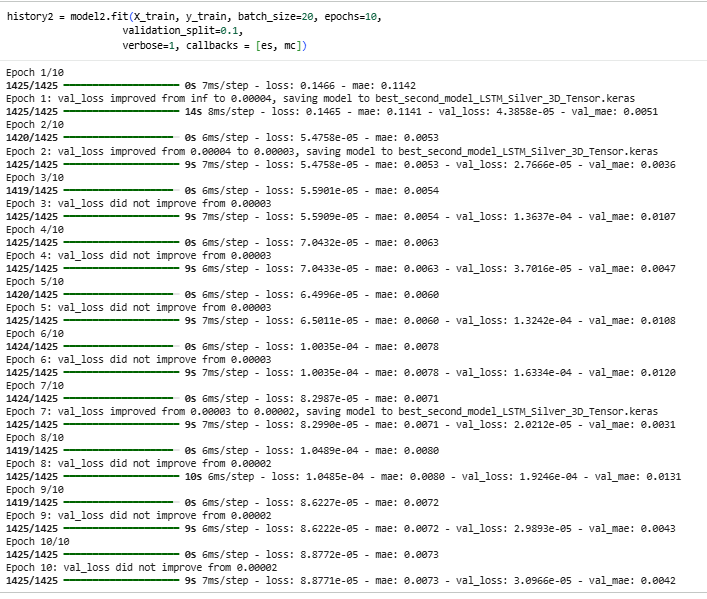 history2 = model2.fit(X_train, y_train, batch_size=20, epochs=10,
validation_split=0.1,
verbose=1, callbacks = [es, mc])
Epoch 1/10
1425/1425 0s 7ms/step - loss: 0.1466 - mae: 0.1142
Epoch 1: val_loss improved from inf to 0.00004, saving model to best_second_model_LSTM_Silver_3D_Tensor.keras
1425/1425 14s 8ms/step - loss: 0.1465 - mae: 0.1141 - val_loss: 4.3858e-05 - val_mae: 0.0051
Epoch 2/10
1420/1425 0s 6ms/step - loss: 5.4758e-05 - mae: 0.0053
Epoch 2: val_loss improved from 0.00004 to 0.00003, saving model to best_second_model_LSTM_Silver_3D_Tensor.keras
1425/1425 9s 7ms/step - loss: 5.4758e-05 - mae: 0.0053 - val_loss: 2.7666e-05 - val_mae: 0.0036
Epoch 3/10
1419/1425 0s 6ms/step - loss: 5.5901e-05 - mae: 0.0054
Epoch 3: val_loss did not improve from 0.00003
1425/1425 9s 7ms/step - loss: 5.5909e-05 - mae: 0.0054 - val_loss: 1.3637e-04 - val_mae: 0.0107
Epoch 4/10
1425/1425 0s 6ms/step - loss: 7.0432e-05 - mae: 0.0063
Epoch 4: val_loss did not improve from 0.00003
1425/1425 9s 6ms/step - loss: 7.0433e-05 - mae: 0.0063 - val_loss: 3.7016e-05 - val_mae: 0.0047
Epoch 5/10
1420/1425 0s 6ms/step - loss: 6.4996e-05 - mae: 0.0060
Epoch 5: val_loss did not improve from 0.00003
1425/1425 9s 7ms/step - loss: 6.5011e-05 - mae: 0.0060 - val_loss: 1.3242e-04 - val_mae: 0.0108
Epoch 6/10
1424/1425 0s 6ms/step - loss: 1.0035e-04 - mae: 0.0078
Epoch 6: val_loss did not improve from 0.00003
1425/1425 9s 7ms/step - loss: 1.0035e-04 - mae: 0.0078 - val_loss: 1.6334e-04 - val_mae: 0.0120
Epoch 7/10
1424/1425 0s 6ms/step - loss: 8.2987e-05 - mae: 0.0071
Epoch 7: val_loss improved from 0.00003 to 0.00002, saving model to best_second_model_LSTM_Silver_3D_Tensor.keras
1425/1425 9s 7ms/step - loss: 8.2990e-05 - mae: 0.0071 - val_loss: 2.0212e-05 - val_mae: 0.0031
Epoch 8/10
1419/1425 0s 6ms/step - loss: 1.0489e-04 - mae: 0.0080
Epoch 8: val_loss did not improve from 0.00002
1425/1425 10s 6ms/step - loss: 1.0485e-04 - mae: 0.0080 - val_loss: 1.9246e-04 - val_mae: 0.0131
Epoch 9/10
1419/1425 0s 6ms/step - loss: 8.6227e-05 - mae: 0.0072
Epoch 9: val_loss did not improve from 0.00002
1425/1425 9s 6ms/step - loss: 8.6222e-05 - mae: 0.0072 - val_loss: 2.9893e-05 - val_mae: 0.0043
Epoch 10/10
1425/1425 0s 6ms/step - loss: 8.8772e-05 - mae: 0.0073
Epoch 10: val_loss did not improve from 0.00002
1425/1425 9s 7ms/step - loss: 8.8771e-05 - mae: 0.0073 - val_loss: 3.0966e-05 - val_mae: 0.0042